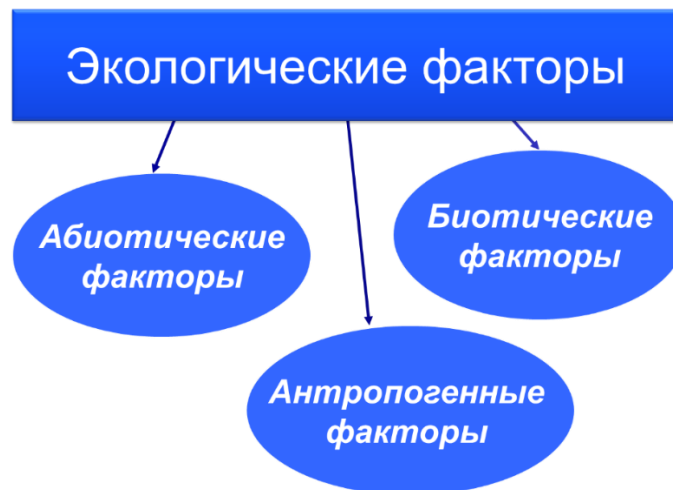 Экологические факторы
Абиотические
факторы
Биотические
факторы
Антропогенные
факторы